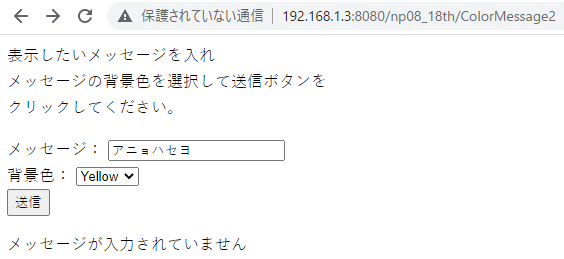 保護されていない通信 | 192.168.1.3:8080/np08_18th/ColorMessage2
表示したいメッセージを入れ
メッセージの背景色を選択して送信ボタンを
クリックしてください。
メッセージ： アニョハセヨ
背景色： Yellow
送信
メッセージが入力されていません